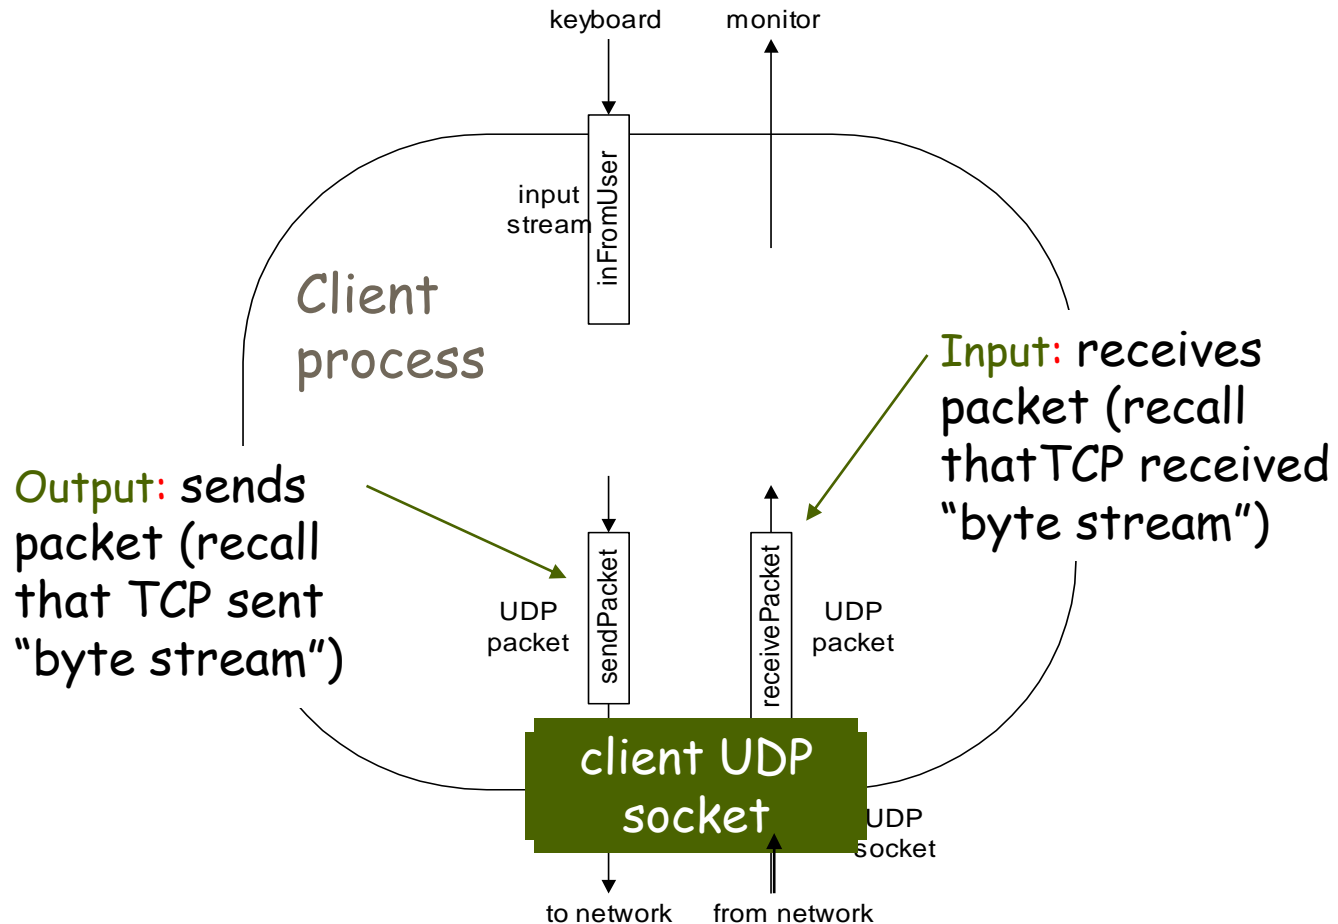 keyboard
monitor
input
stream
inFromUser
Client
process
Input: receives
packet (recall
thatTCP received
“byte stream”)
Output: sends
packet (recall
that TCP sent
“byte stream”)
UDP
packet
sendPacket
receivePacket
UDP
packet
client UDP
socket
UDP
socket
to network
from network